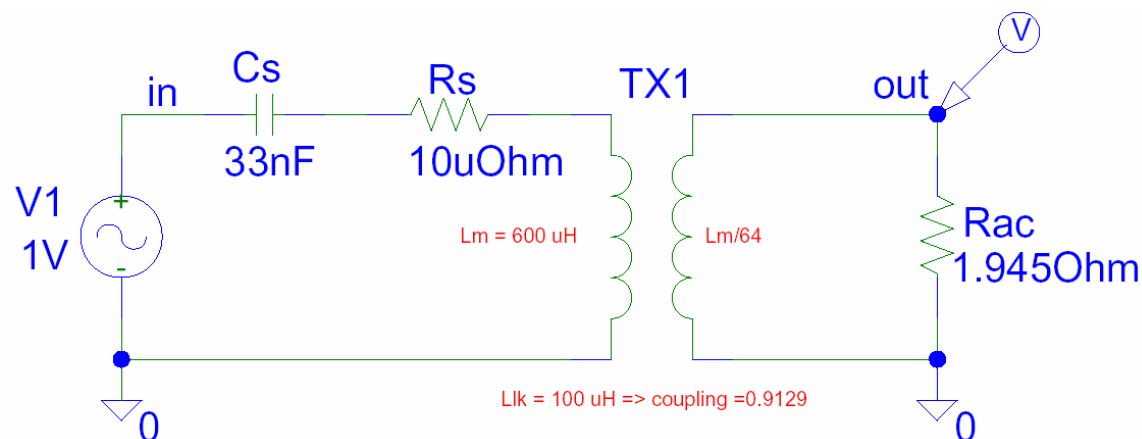 V
Cs
Rs
TX1
in
out
33nF
10uOhm
V1
1V
+
-
Lm = 600 uH
Lm/64
Rac
1.945Ohm
Llk = 100 uH => coupling =0.9129
0
0